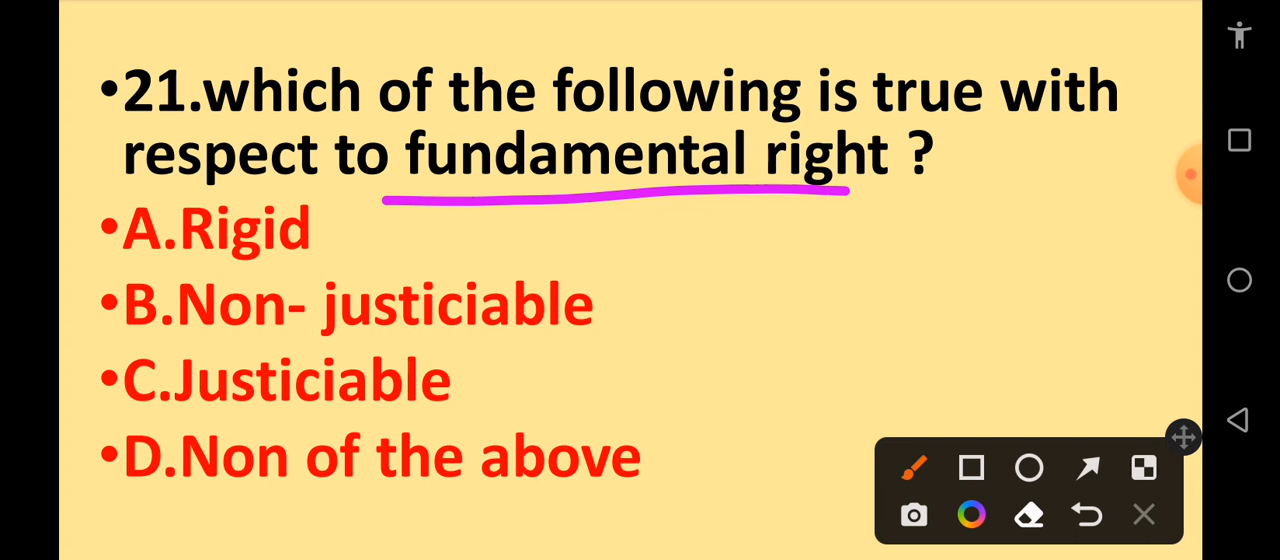 •21.which of the following is true with
respect to fundamental right ?
•A.Rigid
•B.Non- justiciable
•C.Justiciable
•D.Non of the above